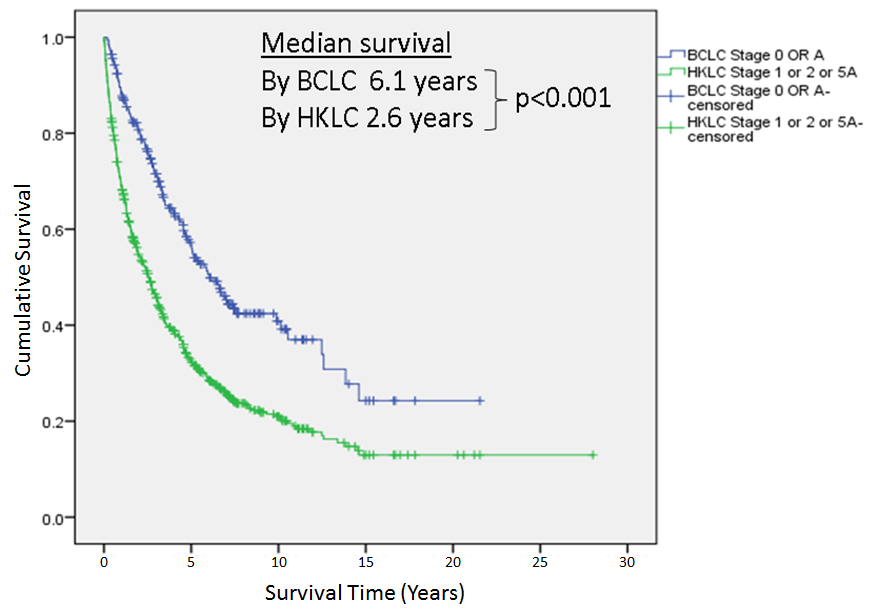 Median survival
By BCLC 6.1 years
By HKLC 2.6 years
p<0.001
BCLC Stage 0 OR A
HKLC Stage 1 or 2 or 5A
BCLC Stage 0 OR A-
censored
HKLC Stage 1 or 2 or 5A-
censored
Cumulative Survival
1.0
0.8
0.6
0.4
0.2
0.0
0 5 10 15 20 25 30
Survival Time (Years)